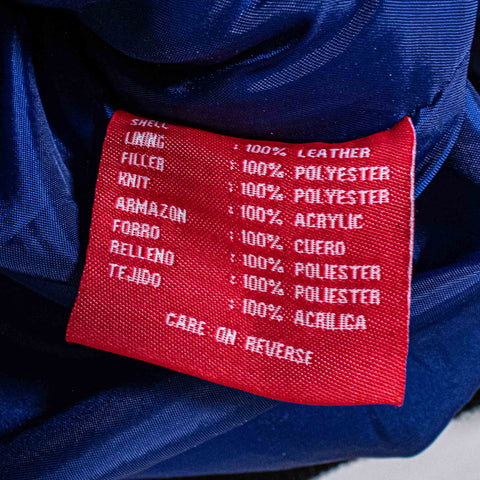 SHELL : 100% LEATHER
LINING : 100% POLYESTER
FILLER : 100% POLYESTER
KNIT : 100% ACRYLIC
ARMAZON : 100% CUERO
FORRO : 100% POLIESTER
RELLENO : 100% POLIESTER
TEJIDO : 100% ACRILICA
CARE ON REVERSE